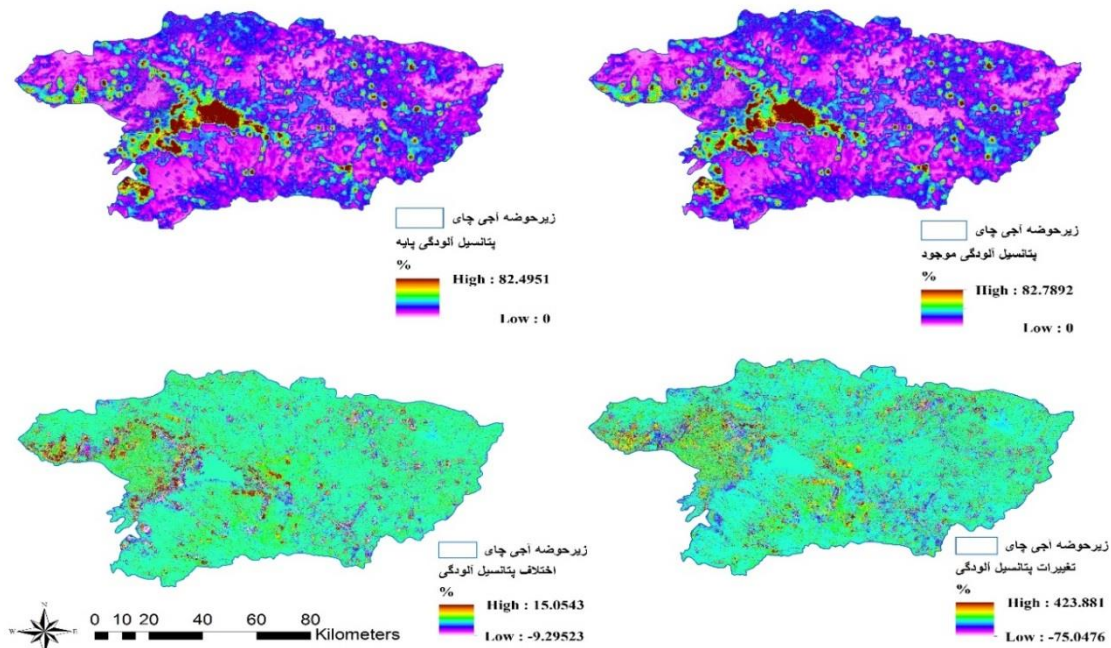 زیرحوضه آجی چای
پتانسیل آلودگی پایه
%
High : 82.4951
Low : 0
زیرحوضه آجی چای
پتانسیل آلودگی موجود
%
High : 82.7892
Low : 0
زیرحوضه آجی چای
اختلاف پتانسیل آلودگی
%
High : 15.0543
Low : -9.29523
زیرحوضه آجی چای
تغییرات پتانسیل آلودگی
%
High : 423.881
Low : -75.0476
N
W E
S
0 10 20 40 60 80
Kilometers